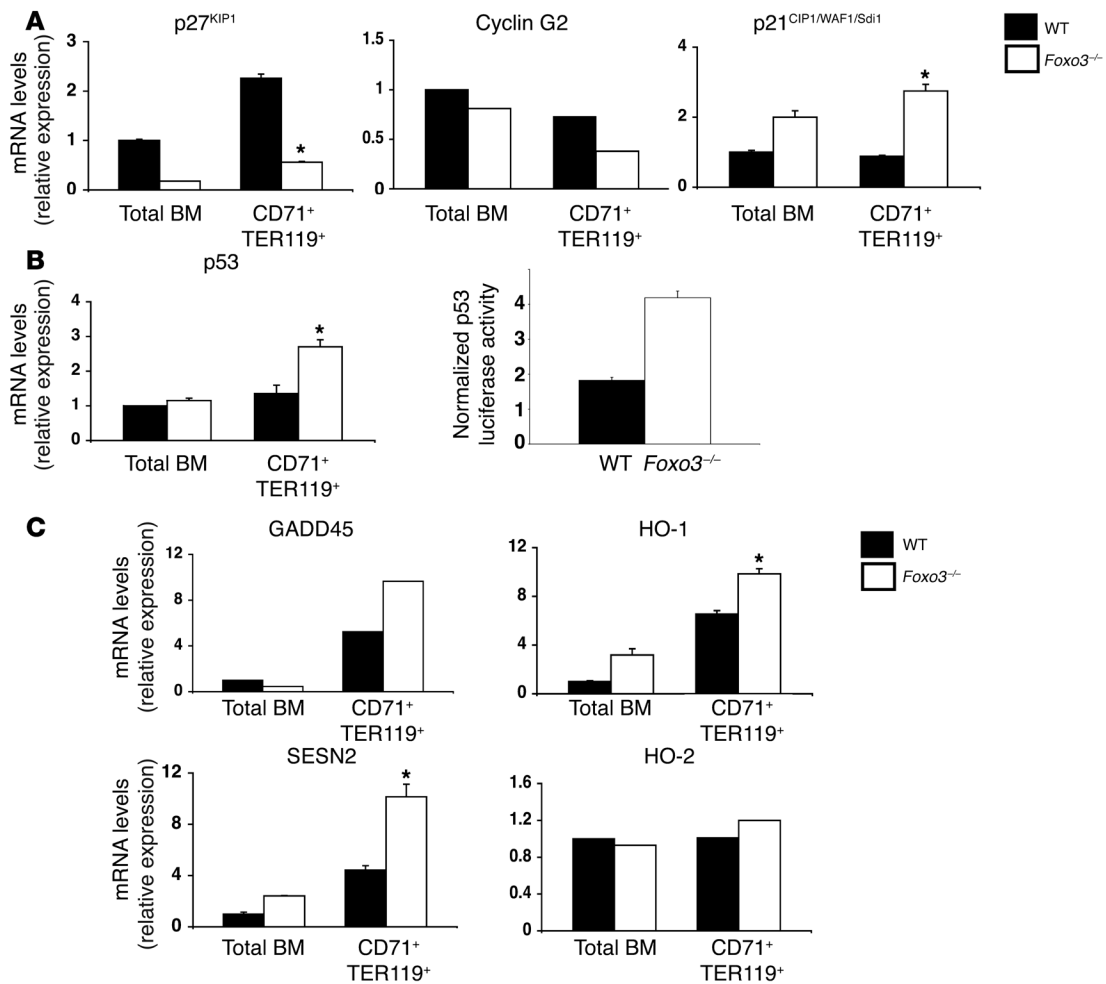 A
p27KIP1
Cyclin G2
p21CIP1/WAF1/Sdi1
WT
Foxo3–/–
mRNA levels
(relative expression)
3
2
1
0
Total BM
CD71+
TER119+
1.5
1
0.5
0
Total BM
CD71+
TER119+
4
2
0
Total BM
CD71+
TER119+
*
*
B
p53
mRNA levels
(relative expression)
4
3
2
1
0
*
Total BM
CD71+
TER119+
Normalized p53
luciferase activity
4
3
2
1
0
WT Foxo3–/–
C
GADD45
mRNA levels
(relative expression)
12
8
4
0
Total BM
CD71+
TER119+
HO-1
12
8
4
0
*
Total BM
CD71+
TER119+
WT
Foxo3–/–
SESN2
mRNA levels
(relative expression)
12
8
4
0
*
Total BM
CD71+
TER119+
HO-2
1.6
1.2
0.8
0.4
0
Total BM
CD71+
TER119+